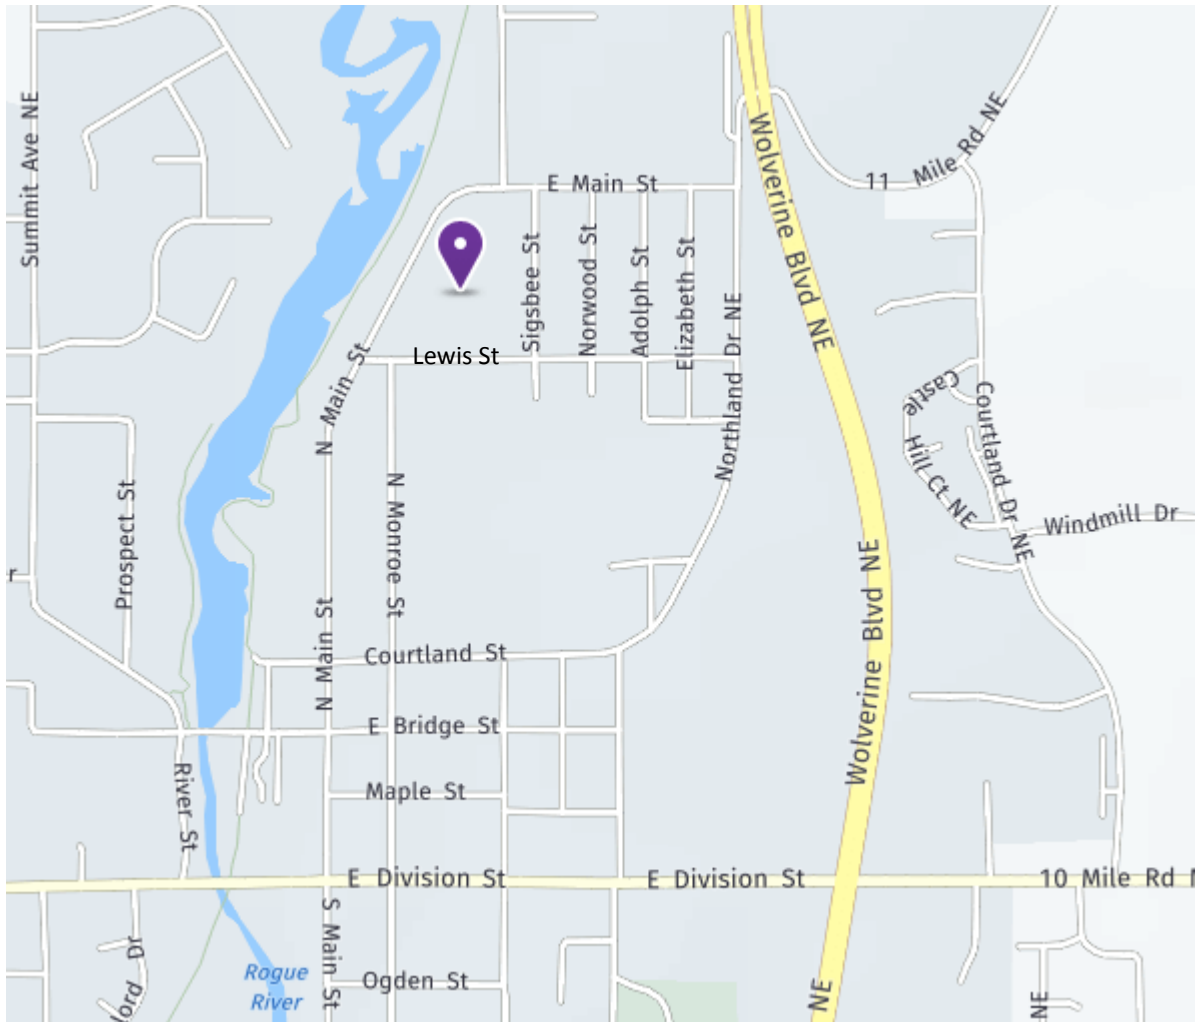 Summit Ave NE
Wolverine Blvd NE
11 Mile Rd NE
E Main St
Sigsbee St
Norwood St
Adolph St
Elizabeth St
Northland Dr NE
Lewis St
N Main St
Castle Hill Ct NE
Courtland Dr NE
Windmill Dr
Prospect St
N Monroe St
r
N Main St
Wolverine Blvd NE
Courtland St
E Bridge St
River St
Maple St
E Division St
E Division St
10 Mile Rd N
S Main St
ford Dr
Rogue
River
Ogden St
NE
NE